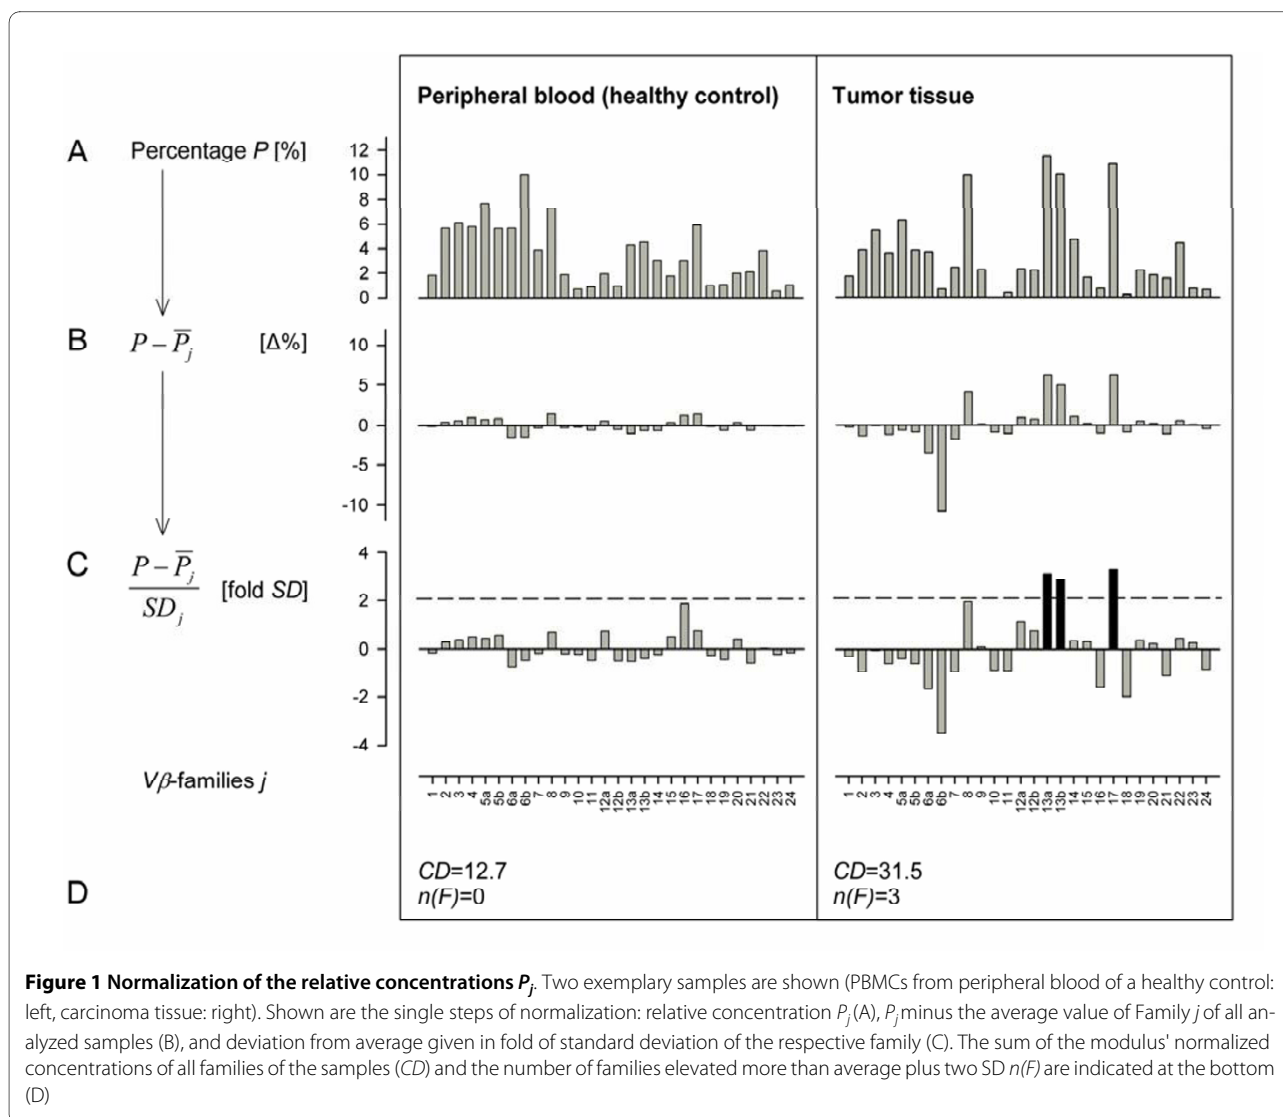 Peripheral blood (healthy control)
Tumor tissue
A
Percentage P [%]
12
10
8
6
4
2
0
B
P – P̅j [Δ%]
10
5
0
-5
-10
C
P – P̅j
SDj
[fold SD]
4
2
0
-2
-4
Vβ-families j
1 2 3 4 5a 5b 6a 6b 7 8 9 10 11 12a 12b 13a 13b 14 15 16 17 18 19 20 21 22 23 24
1 2 3 4 5a 5b 6a 6b 7 8 9 10 11 12a 12b 13a 13b 14 15 16 17 18 19 20 21 22 23 24
D
CD=12.7
n(F)=0
CD=31.5
n(F)=3
Figure 1 Normalization of the relative concentrations Pj. Two exemplary samples are shown (PBMCs from peripheral blood of a healthy control:
left, carcinoma tissue: right). Shown are the single steps of normalization: relative concentration Pj (A), Pj minus the average value of Family j of all an-
alyzed samples (B), and deviation from average given in fold of standard deviation of the respective family (C). The sum of the modulus' normalized
concentrations of all families of the samples (CD) and the number of families elevated more than average plus two SD n(F) are indicated at the bottom
(D)